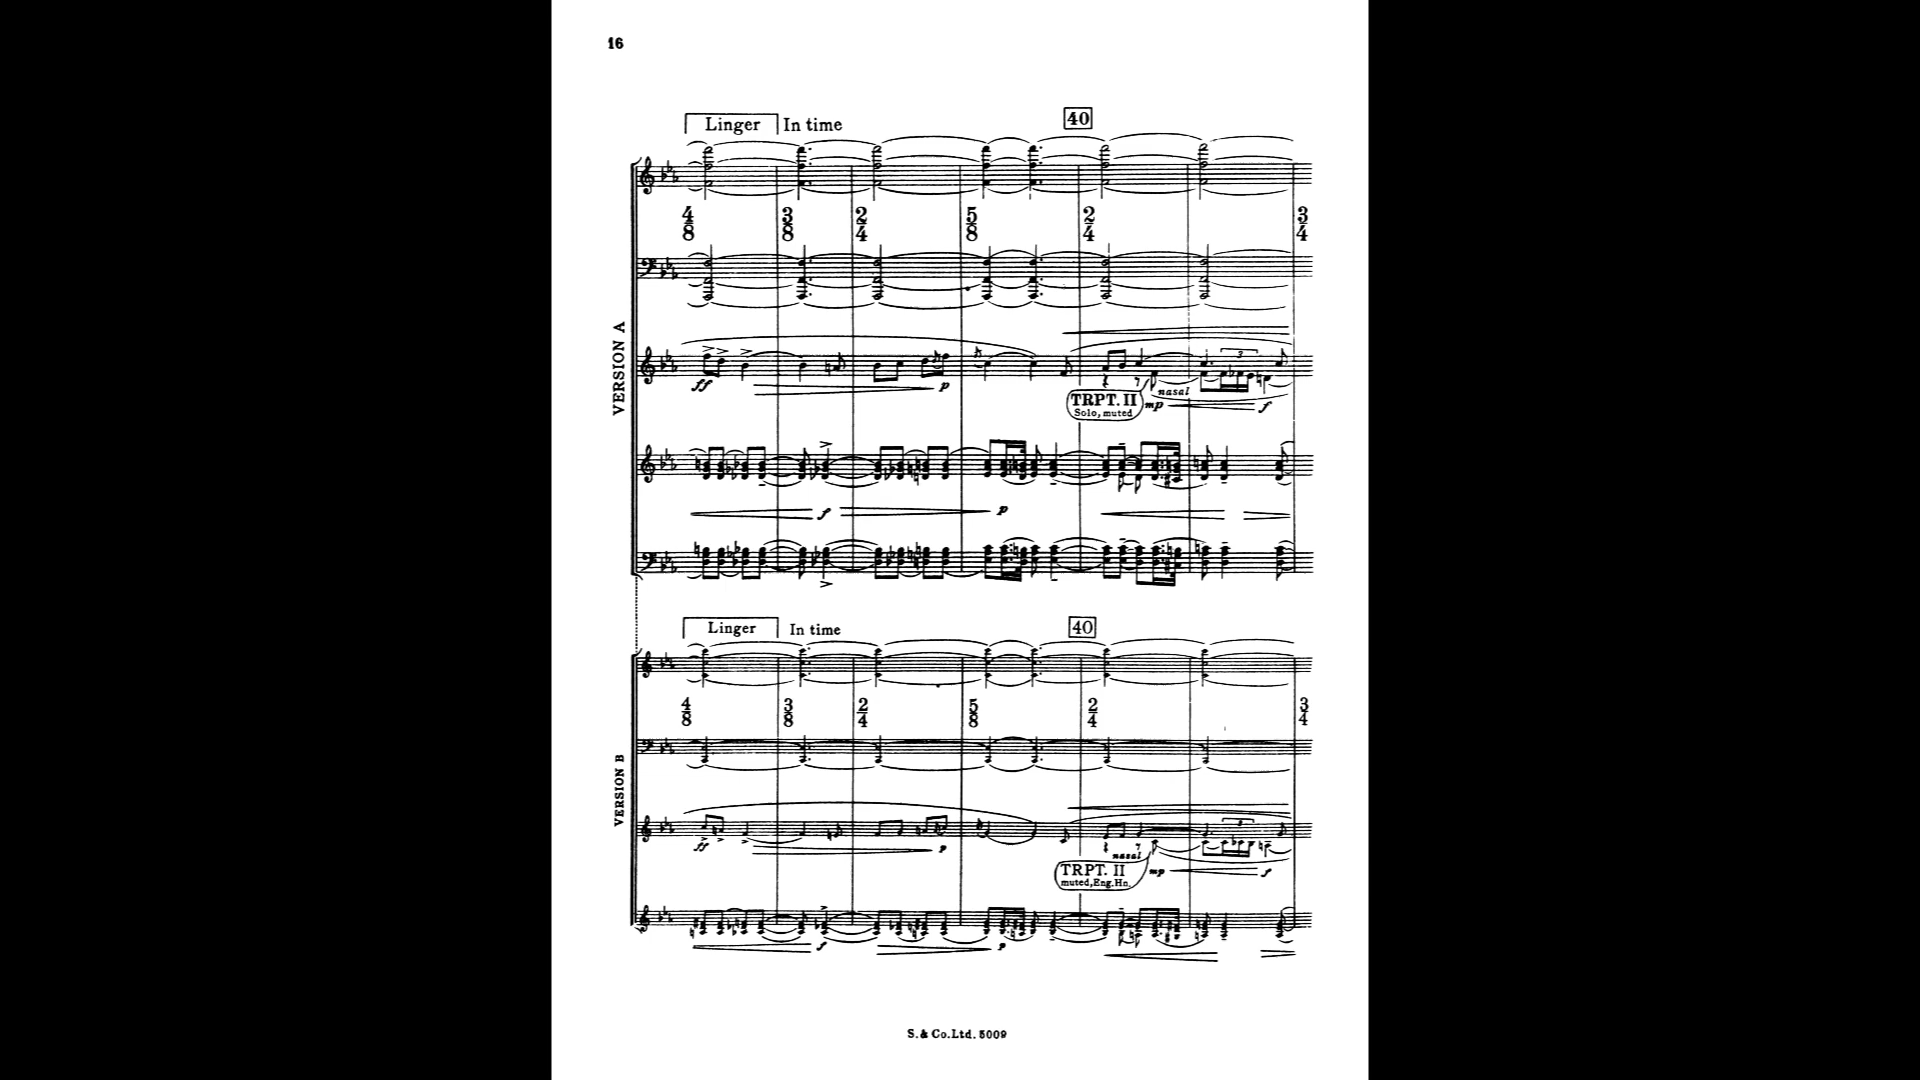 16
Linger In time 40
4/8 3/8 2/4 5/8 2/4 3/4
VERSION A
ff p 3
TRPT. II nasal
Solo, muted mp f
f p
Linger In time 40
4/8 3/8 2/4 5/8 2/4 3/4
VERSION B
ff p 3
nasal
TRPT. II mp f
muted, Eng. Hn.
f p
S. & Co. Ltd. 5009